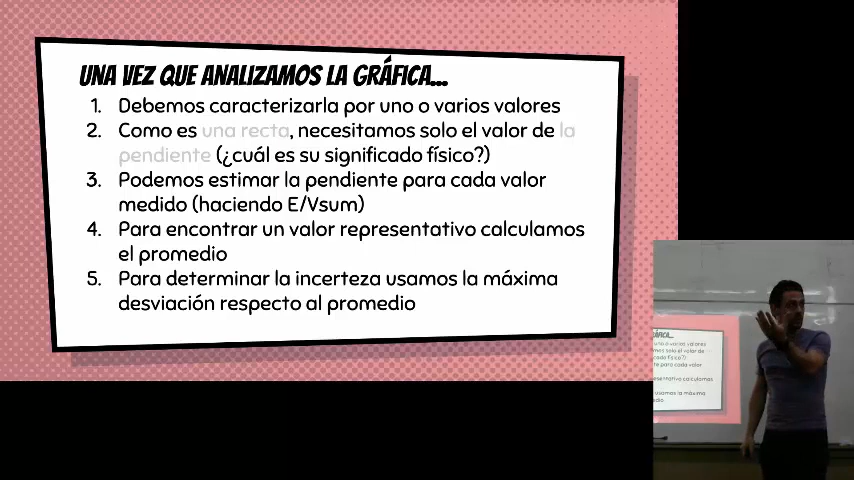 UNA VEZ QUE ANALIZAMOS LA GRÁFICA...
1. Debemos caracterizarla por uno o varios valores
2. Como es una recta, necesitamos solo el valor de la
pendiente (¿cuál es su significado físico?)
3. Podemos estimar la pendiente para cada valor
medido (haciendo E/Vsum)
4. Para encontrar un valor representativo calculamos
el promedio
5. Para determinar la incerteza usamos la máxima
desviación respecto al promedio